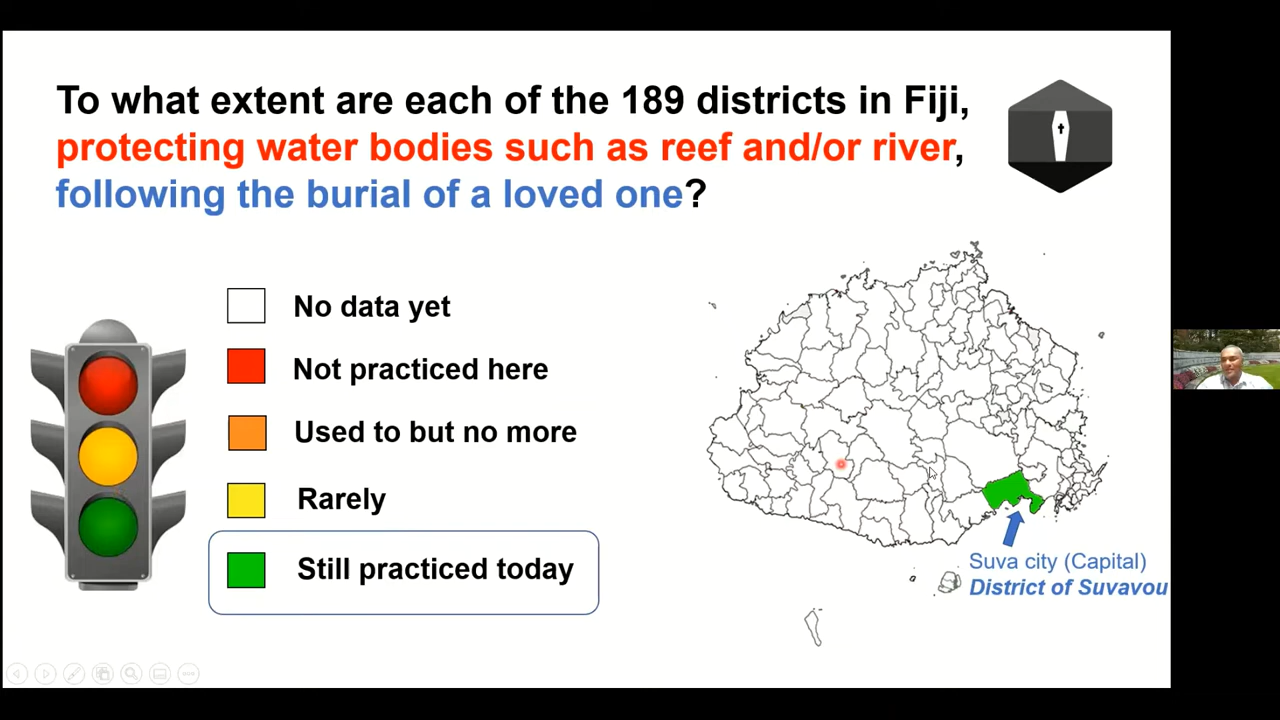 To what extent are each of the 189 districts in Fiji,
protecting water bodies such as reef and/or river,
following the burial of a loved one?
No data yet
Not practiced here
Used to but no more
Rarely
Still practiced today
Suva city (Capital)
District of Suvavou